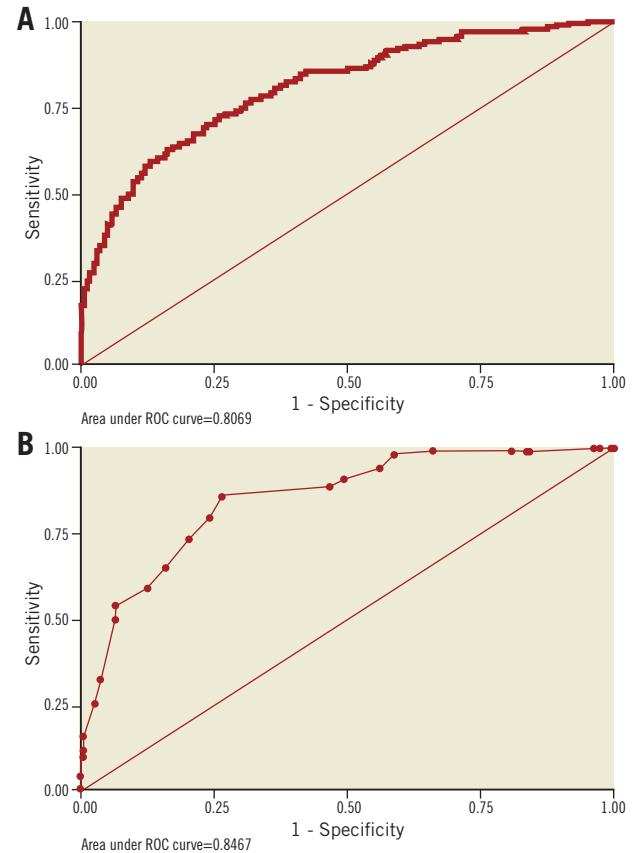 A
1.00
0.75
0.50
0.25
0.00
Sensitivity
0.00 0.25 0.50 0.75 1.00
1 - Specificity
Area under ROC curve=0.8069
B
1.00
0.75
0.50
0.25
0.00
Sensitivity
0.00 0.25 0.50 0.75 1.00
1 - Specificity
Area under ROC curve=0.8467